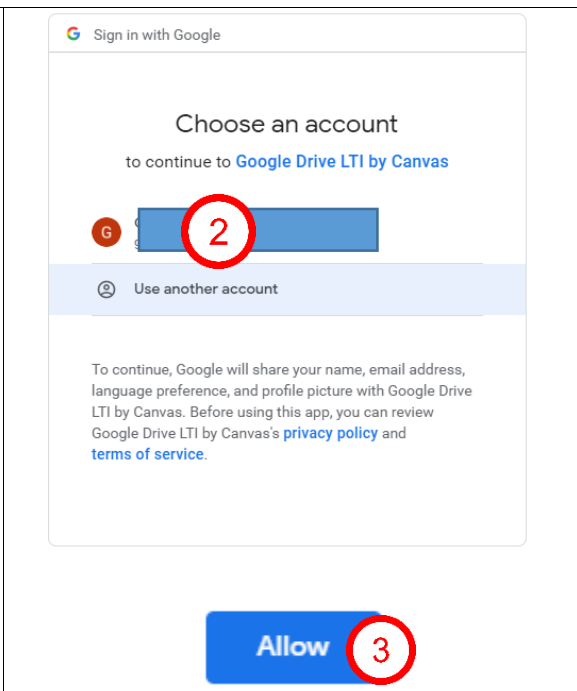 Sign in with Google
Choose an account
to continue to Google Drive LTI by Canvas
G
2
Use another account
To continue, Google will share your name, email address,
language preference, and profile picture with Google Drive
LTI by Canvas. Before using this app, you can review
Google Drive LTI by Canvas's privacy policy and
terms of service.
Allow
3